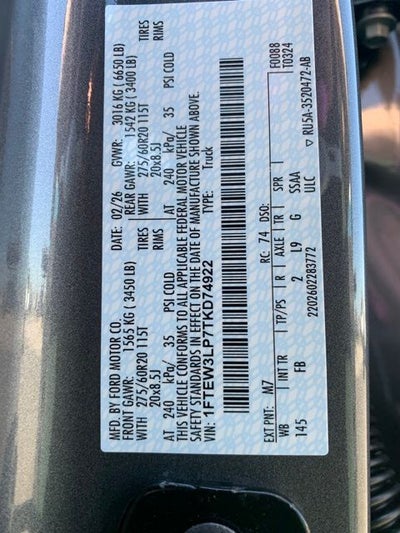 MFD. BY FORD MOTOR CO.
DATE: 02/26 GVWR: 3016 KG ( 6650 LB)
FRONT GAWR: 1565 KG ( 3450 LB) REAR GAWR: 1542 KG ( 3400 LB)
WITH 275/60R20 115T TIRES WITH 275/60R20 115T TIRES
20x8.5J RIMS 20x8.5J RIMS
AT 240 kPa/ 35 PSI COLD AT 240 kPa/ 35 PSI COLD
THIS VEHICLE CONFORMS TO ALL APPLICABLE FEDERAL MOTOR VEHICLE
SAFETY STANDARDS IN EFFECT ON THE DATE OF MANUFACTURE SHOWN ABOVE.
VIN: 1FTEW3LP7TKD74922 TYPE: Truck
F0088
T0324
EXT PNT: M7 RC: 74 DSO:
WB INT TR TP/PS R AXLE TR SPR
145 FB 2 L9 G SSAA
ULC
2202602283772 ▽ RU5A-3520472-AB